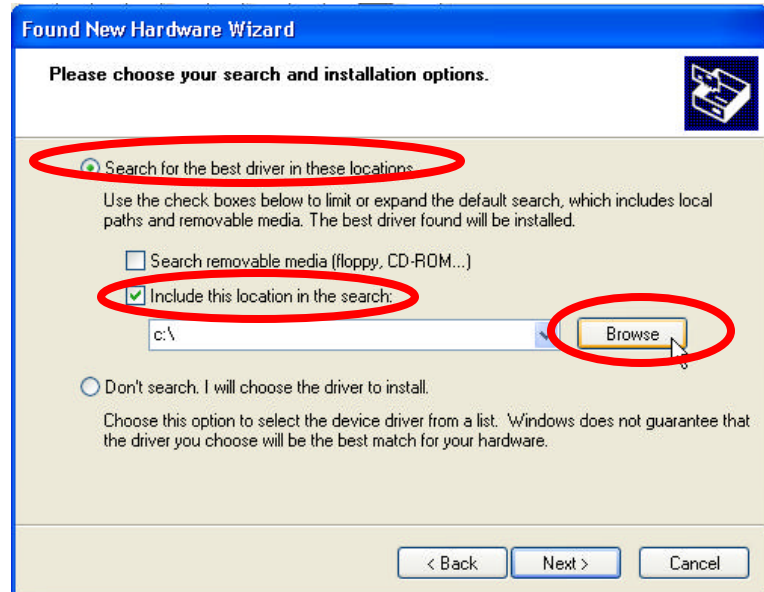 Found New Hardware Wizard
Please choose your search and installation options.
Search for the best driver in these locations.
Use the check boxes below to limit or expand the default search, which includes local
paths and removable media. The best driver found will be installed.
Search removable media (floppy, CD-ROM...)
Include this location in the search:
c:\
Browse
Don't search. I will choose the driver to install.
Choose this option to select the device driver from a list. Windows does not guarantee that
the driver you choose will be the best match for your hardware.
< Back
Next >
Cancel